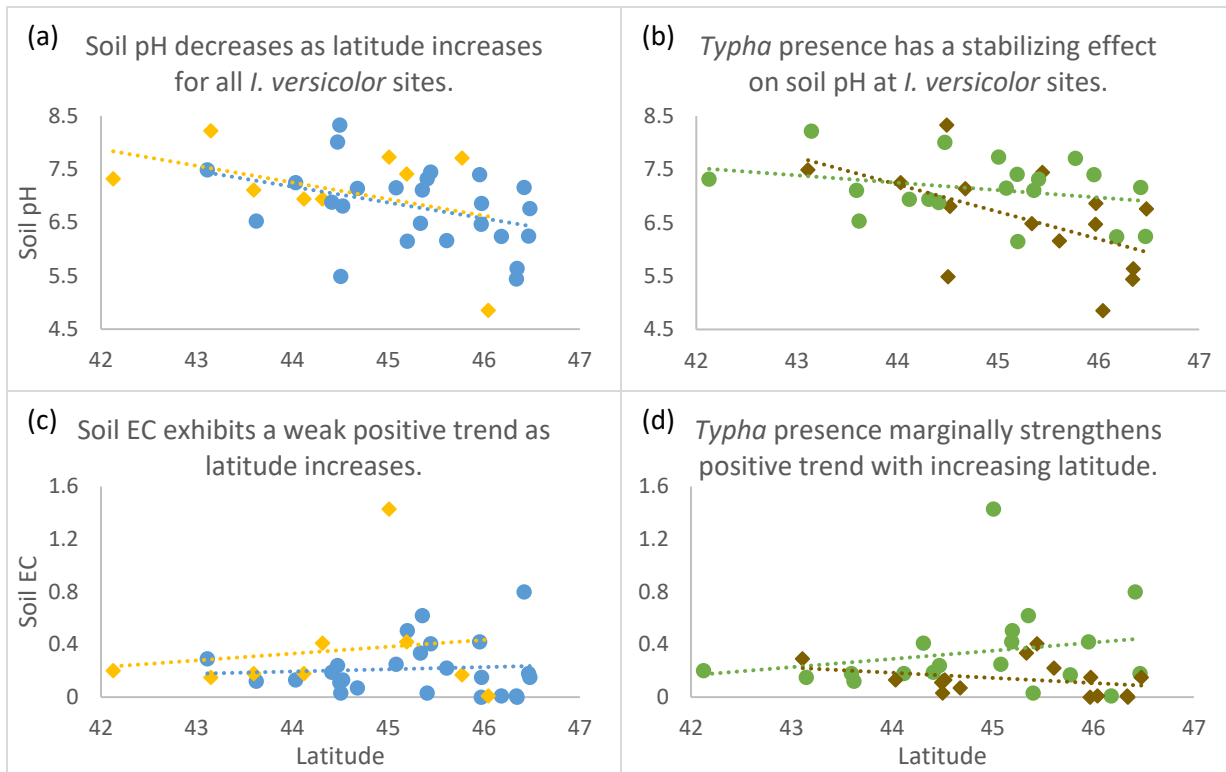 (a)
Soil pH decreases as latitude increases
for all I. versicolor sites.
8.5
7.5
6.5
5.5
4.5
Soil pH
42 43 44 45 46 47
(b)
Typha presence has a stabilizing effect
on soil pH at I. versicolor sites.
8.5
7.5
6.5
5.5
4.5
42 43 44 45 46 47
(c)
Soil EC exhibits a weak positive trend as
latitude increases.
1.6
1.2
0.8
0.4
0
Soil EC
42 43 44 45 46 47
Latitude
(d)
Typha presence marginally strengthens
positive trend with increasing latitude.
1.6
1.2
0.8
0.4
0
42 43 44 45 46 47
Latitude